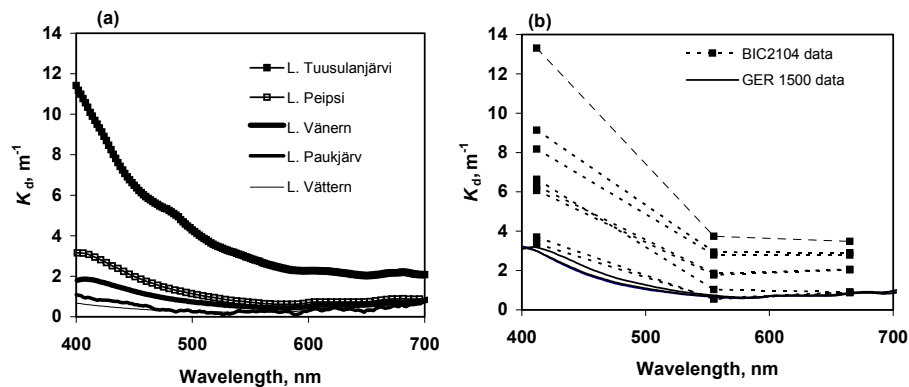 (a)
14
12
10
8
6
4
2
0
K_d, m^-1
L. Tuusulanjärvi
L. Peipsi
L. Vänern
L. Paukjärv
L. Vättern
400 500 600 700
Wavelength, nm
(b)
14
12
10
8
6
4
2
0
K_d, m^-1
BIC2104 data
GER 1500 data
400 500 600 700
Wavelength, nm